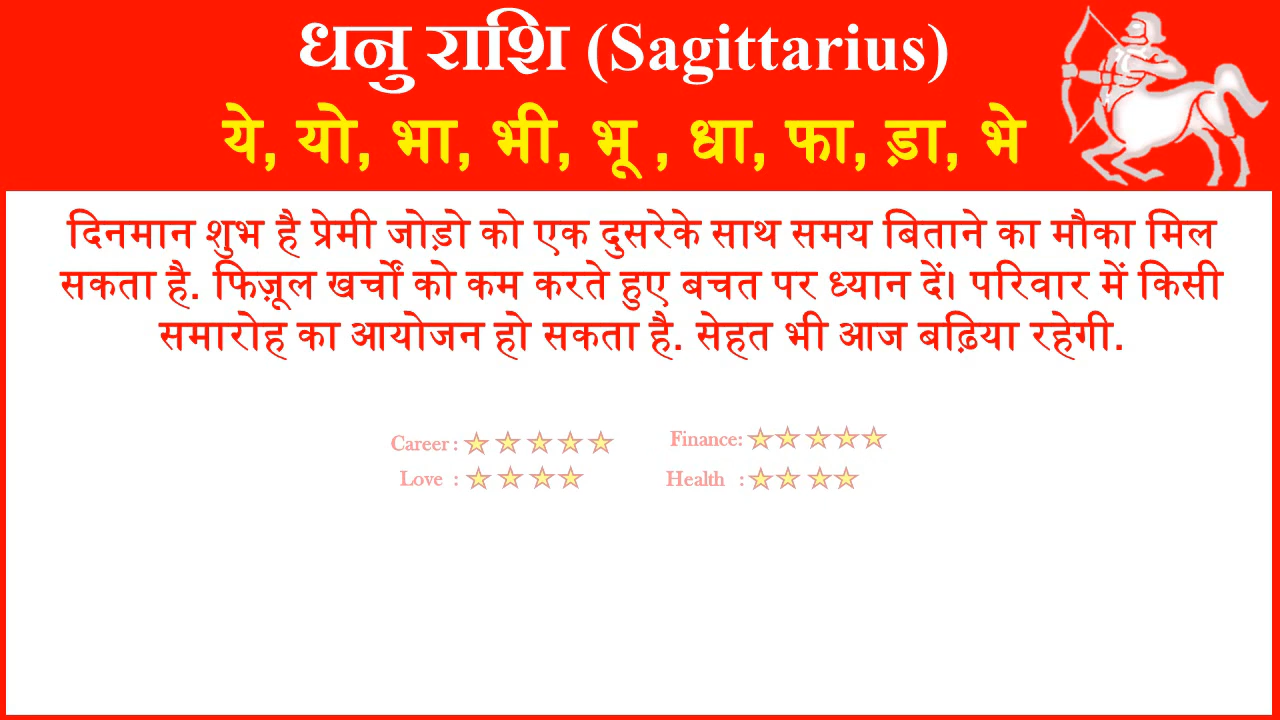 धनु राशि (Sagittarius)
ये, यो, भा, भी, भू , धा, फा, ड़ा, भे
दिनमान शुभ है प्रेमी जोड़ो को एक दुसरेके साथ समय बिताने का मौका मिल
सकता है. फिज़ूल खर्चों को कम करते हुए बचत पर ध्यान दें। परिवार में किसी
समारोह का आयोजन हो सकता है. सेहत भी आज बढ़िया रहेगी.
Career : Finance:
Love : Health :